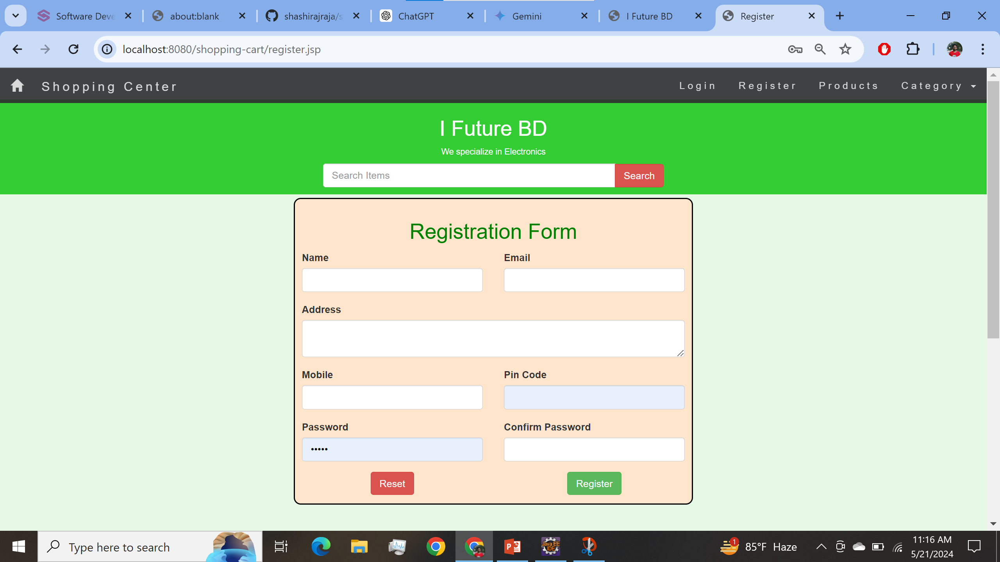 Software Deve
about:blank
shashirajraja/s
ChatGPT
Gemini
I Future BD
Register
localhost:8080/shopping-cart/register.jsp
Shopping Center
Login
Register
Products
Category
I Future BD
We specialize in Electronics
Search Items
Search
Registration Form
Name
Email
Address
Mobile
Pin Code
Password
Confirm Password
•••••
Reset
Register
Type here to search
Java EE
IDE
1
85°F Haze
11:16 AM
5/21/2024